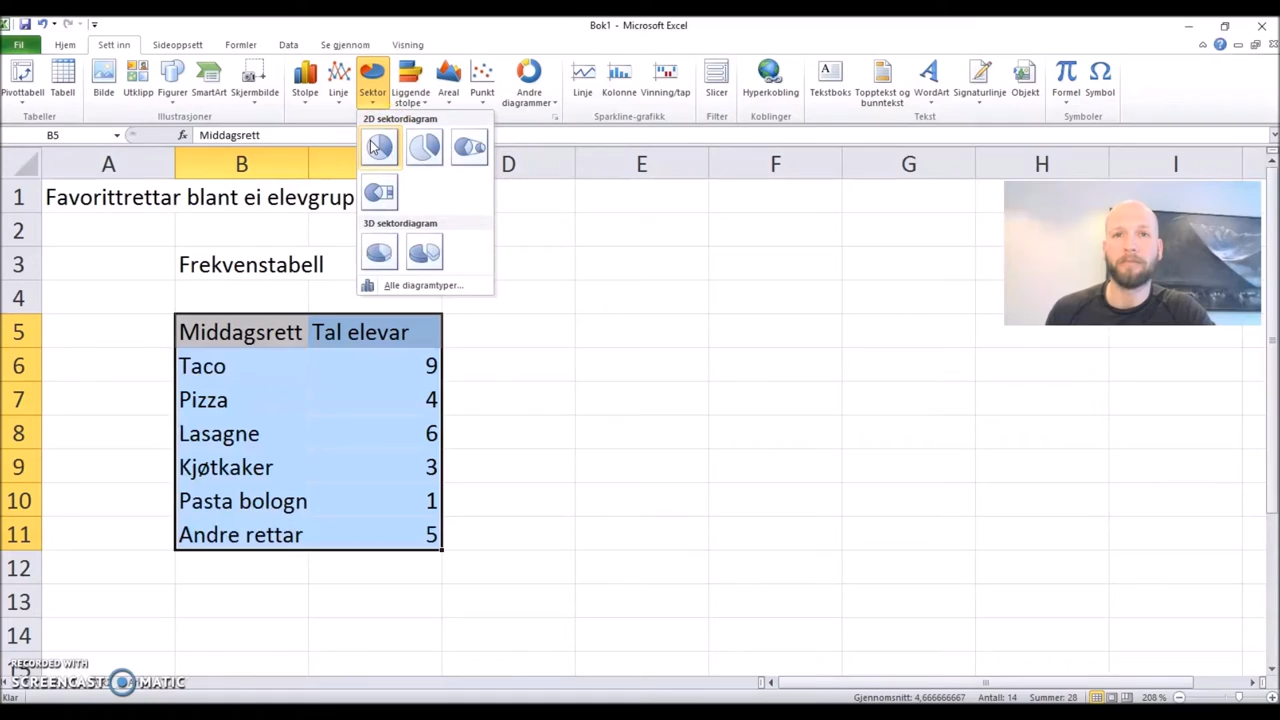 Bok1 - Microsoft Excel
Fil Hjem Sett inn Sideoppsett Formler Data Se gjennom Visning
Pivottabell Tabell Bilde Utklipp Figurer SmartArt Skjermbilde Stolpe Linje Sektor Liggende stolpe Areal Punkt Andre diagrammer Linje Kolonne Vinning/tap Slicer Hyperkobling Tekstboks Topptekst og bunntekst WordArt Signaturlinje Objekt Formel Symbol
Tabeller Illustrasjoner Sparkline-grafikk Filter Koblinger Tekst Symboler
2D sektordiagram
3D sektordiagram
Alle diagramtyper...
B5 fx Middagsrett
A B D E F G H I
1 Favorittrettar blant ei elevgrup
2
3 Frekvenstabell
4
5 Middagsrett Tal elevar
6 Taco 9
7 Pizza 4
8 Lasagne 6
9 Kjøtkaker 3
10 Pasta bologn 1
11 Andre rettar 5
12
13
14
15
RECORDED WITH
SCREENCAST MATIC
Klar Gjennomsnitt: 4,666666667 Antall: 14 Summer: 28 208 %